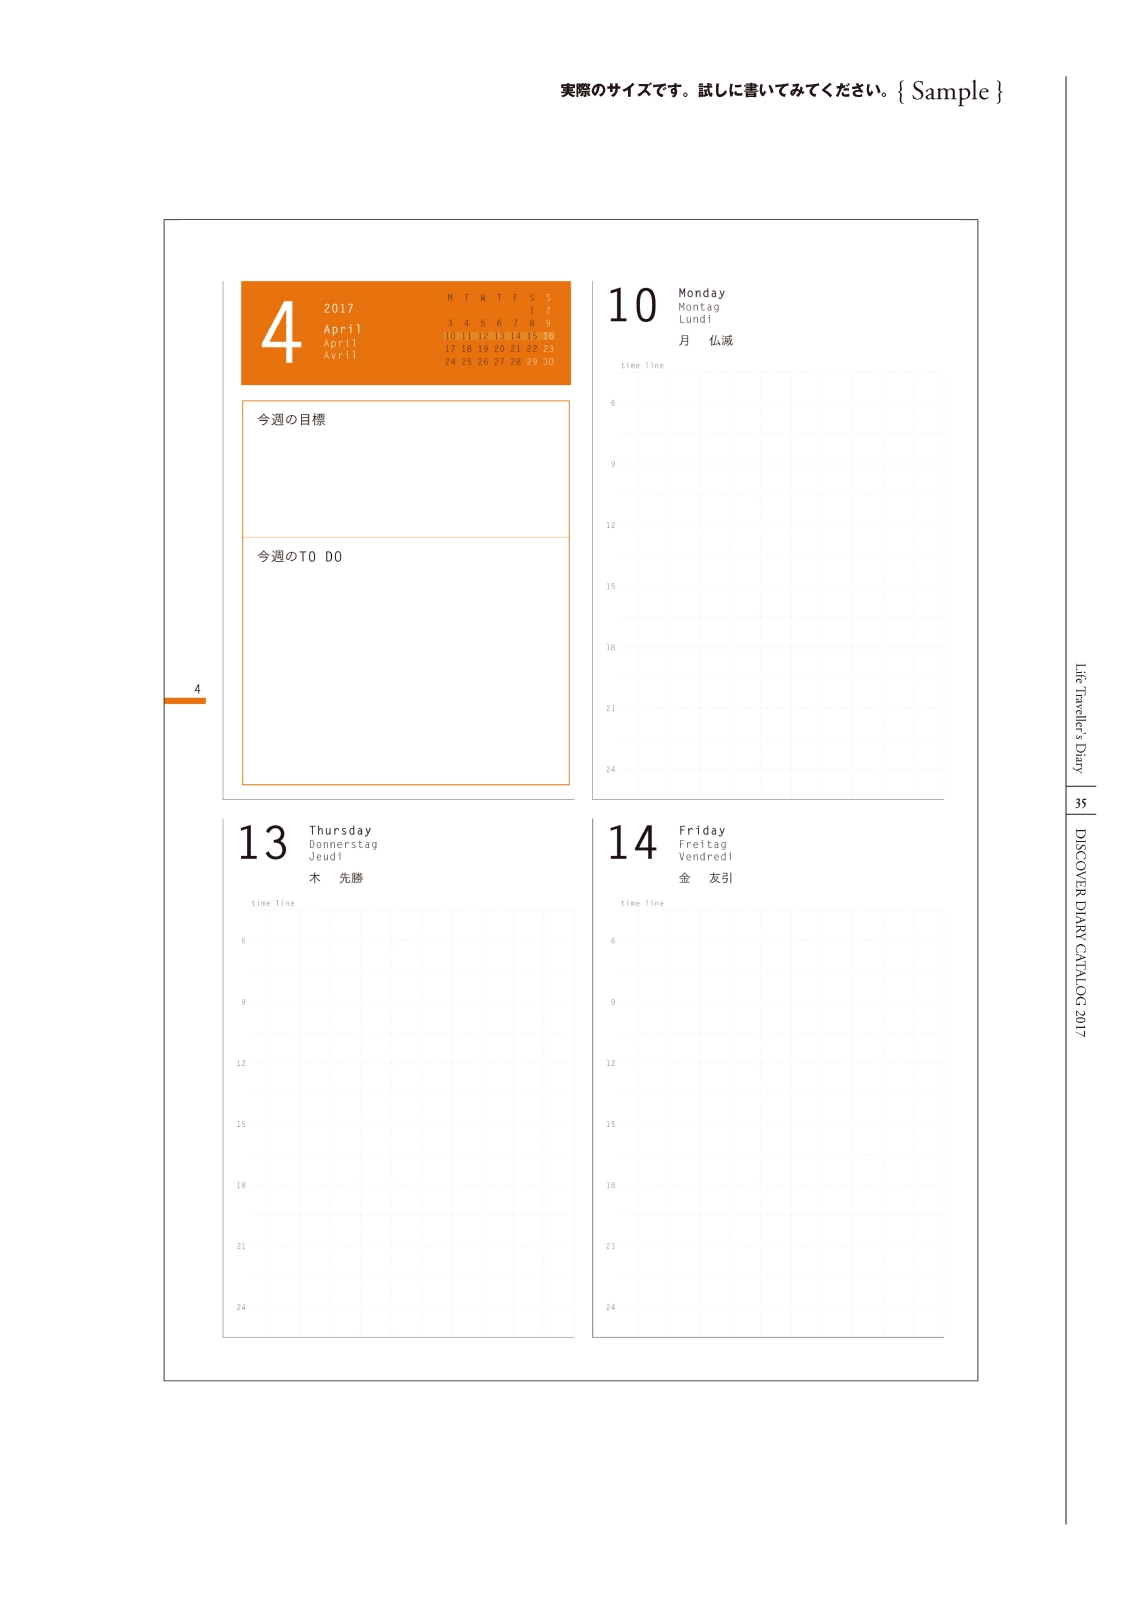 実際のサイズです。試しに書いてみてください。{ Sample }
4
2017
April
April
Avril
M T W T F S S
1 2
3 4 5 6 7 8 9
10 11 12 13 14 15 16
17 18 19 20 21 22 23
24 25 26 27 28 29 30
今週の目標
今週のTO DO
4
10
Monday
Montag
Lundi
月 仏滅
time line
6
9
12
15
18
21
24
13
Thursday
Donnerstag
Jeudi
木 先勝
time line
6
9
12
15
18
21
24
14
Friday
Freitag
Vendredi
金 友引
time line
6
9
12
15
18
21
24
Life Traveller's Diary
35
DISCOVER DIARY CATALOG 2017